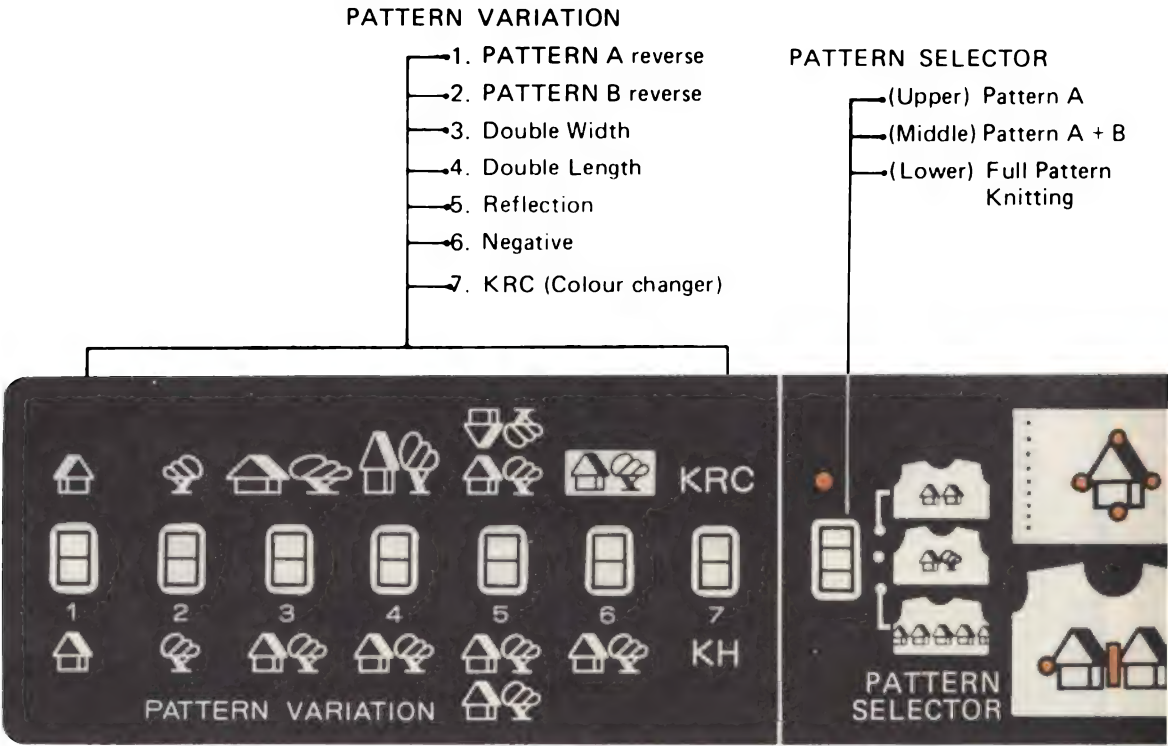 PATTERN VARIATION
1. PATTERN A reverse
2. PATTERN B reverse
3. Double Width
4. Double Length
5. Reflection
6. Negative
7. KRC (Colour changer)
PATTERN SELECTOR
(Upper) Pattern A
(Middle) Pattern A + B
(Lower) Full Pattern
Knitting
KRC
1 2 3 4 5 6 7
KH
PATTERN VARIATION
PATTERN
SELECTOR